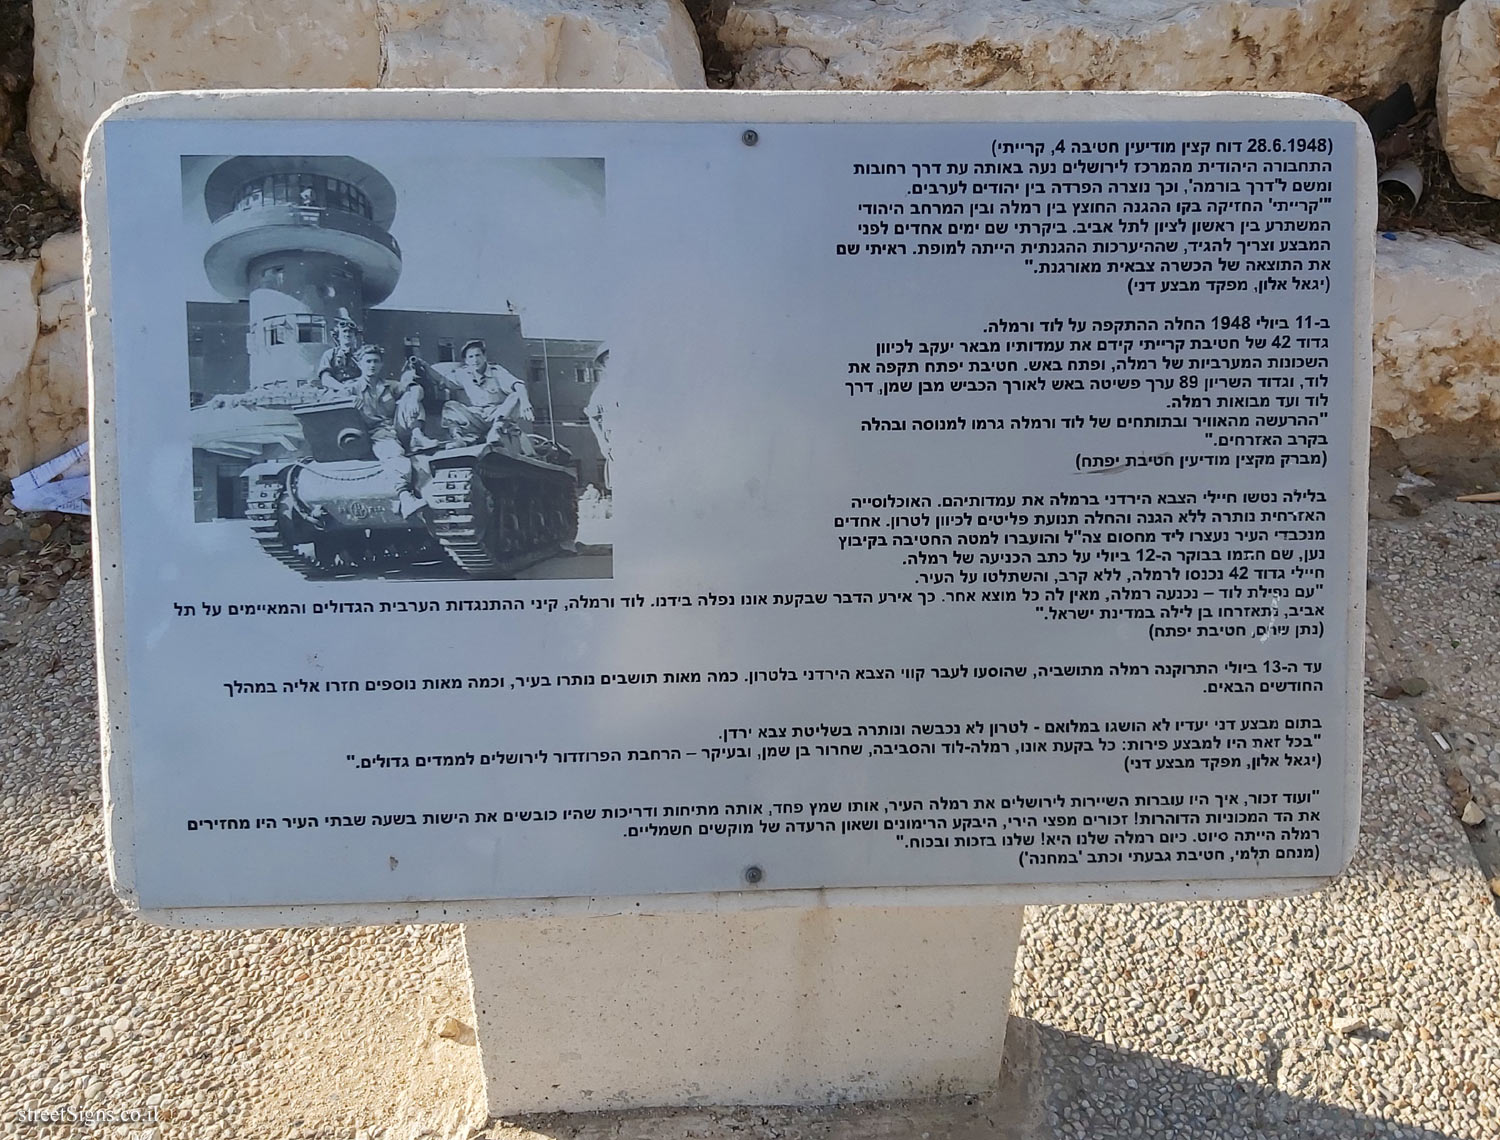 (28.6.1948 דוח קצין מודיעין חטיבה 4, קרייתי)
התחבורה היהודית מהמרכז לירושלים נעה באותה עת דרך רחובות
ומשם ל'דרך בורמה', וכך נוצרה הפרדה בין יהודים לערבים.
"'קרייתי' החזיקה בקו ההגנה החוצץ בין רמלה ובין המרחב היהודי
המשתרע בין ראשון לציון לתל אביב. ביקרתי שם ימים אחדים לפני
המבצע וצריך להגיד, שההיערכות ההגנתית הייתה למופת. ראיתי שם
את התוצאה של הכשרה צבאית מאורגנת."
(יגאל אלון, מפקד מבצע דני)
ב-11 ביולי 1948 החלה ההתקפה על לוד ורמלה.
גדוד 42 של חטיבת קרייתי קידם את עמדותיו מבאר יעקב לכיוון
השכונות המערביות של רמלה, ופתח באש. חטיבת יפתח תקפה את
לוד, וגדוד השריון 89 ערך פשיטה באש לאורך הכביש מבן שמן, דרך
לוד ועד מבואות רמלה.
"ההרעשה מהאוויר ובתותחים של לוד ורמלה גרמו למנוסה ובהלה
בקרב האזרחים."
(מברק מקצין מודיעין חטיבת יפתח)
בלילה נטשו חיילי הצבא הירדני ברמלה את עמדותיהם. האוכלוסייה
האזרחית נותרה ללא הגנה והחלה תנועת פליטים לכיוון לטרון. אחדים
מנכבדי העיר נעצרו ליד מחסום צה"ל והועברו למטה החטיבה בקיבוץ
נען, שם חתמו בבוקר ה-12 ביולי על כתב הכניעה של רמלה.
חיילי גדוד 42 נכנסו לרמלה, ללא קרב, והשתלטו על העיר.
"עם נפילת לוד – נכנעה רמלה, מאין לה כל מוצא אחר. כך אירע הדבר שבקעת אונו נפלה בידנו. לוד ורמלה, קיני ההתנגדות הערבית הגדולים והמאיימים על תל
אביב, נתאזרחו בן לילה במדינת ישראל."
(נתן שחם, חטיבת יפתח)
עד ה-13 ביולי התרוקנה רמלה מתושביה, שהוסעו לעבר קווי הצבא הירדני בלטרון. כמה מאות תושבים נותרו בעיר, וכמה מאות נוספים חזרו אליה במהלך
החודשים הבאים.
בתום מבצע דני יעדיו לא הושגו במלואם - לטרון לא נכבשה ונותרה בשליטת צבא ירדן.
"בכל זאת היו למבצע פירות: כל בקעת אונו, רמלה-לוד והסביבה, שחרור בן שמן, ובעיקר – הרחבת הפרוזדור לירושלים לממדים גדולים."
(יגאל אלון, מפקד מבצע דני)
"ועוד זכור, איך היו עוברות השיירות לירושלים את רמלה העיר, אותו שמץ פחד, אותה מתיחות ודריכות שהיו כובשים את הישות בשעה שבתי העיר היו מחזירים
את הד המכוניות הדוהרות! זכורים מפצי הירי, היבקע הרימונים ושאון הרעדה של מוקשים חשמליים.
רמלה הייתה סיוט. כיום רמלה שלנו היא! שלנו בזכות ובכוח."
(מנחם תלמי, חטיבת גבעתי וכתב 'במחנה')
streetSigns.co.il